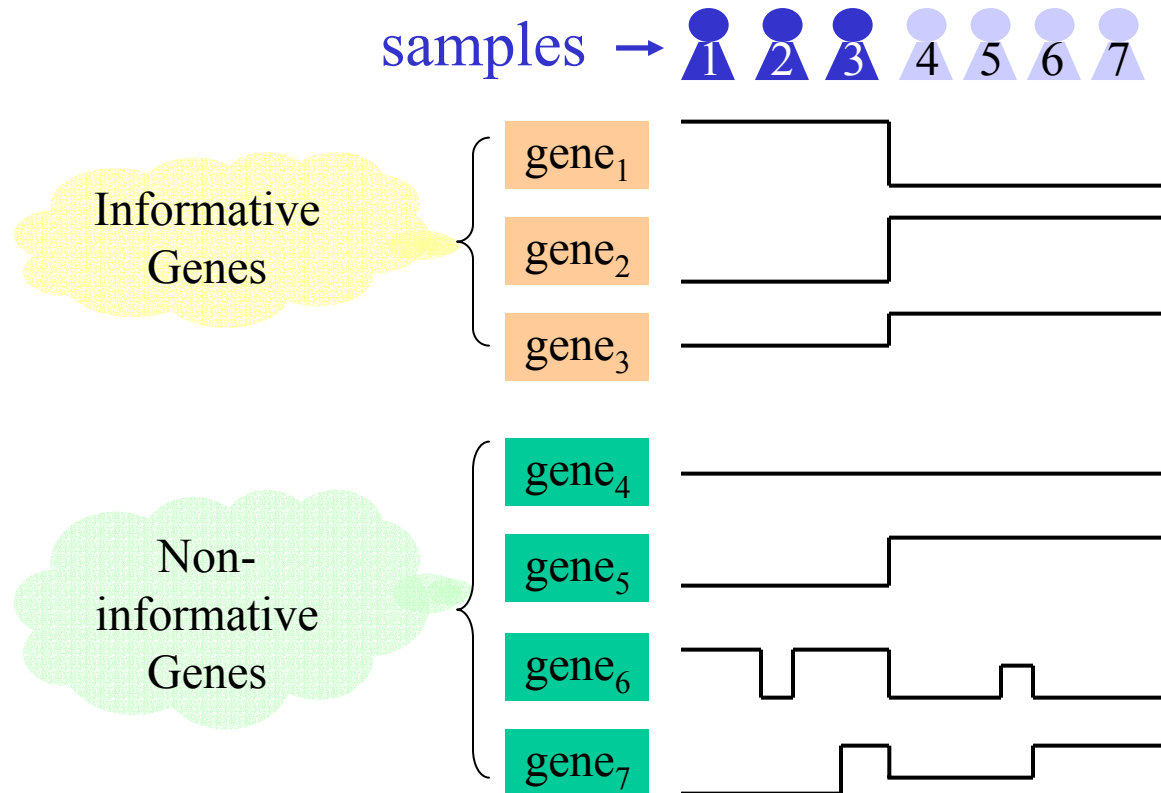 samples 1 2 3 4 5 6 7
Informative
Genes
gene1
gene2
gene3
Non-
informative
Genes
gene4
gene5
gene6
gene7